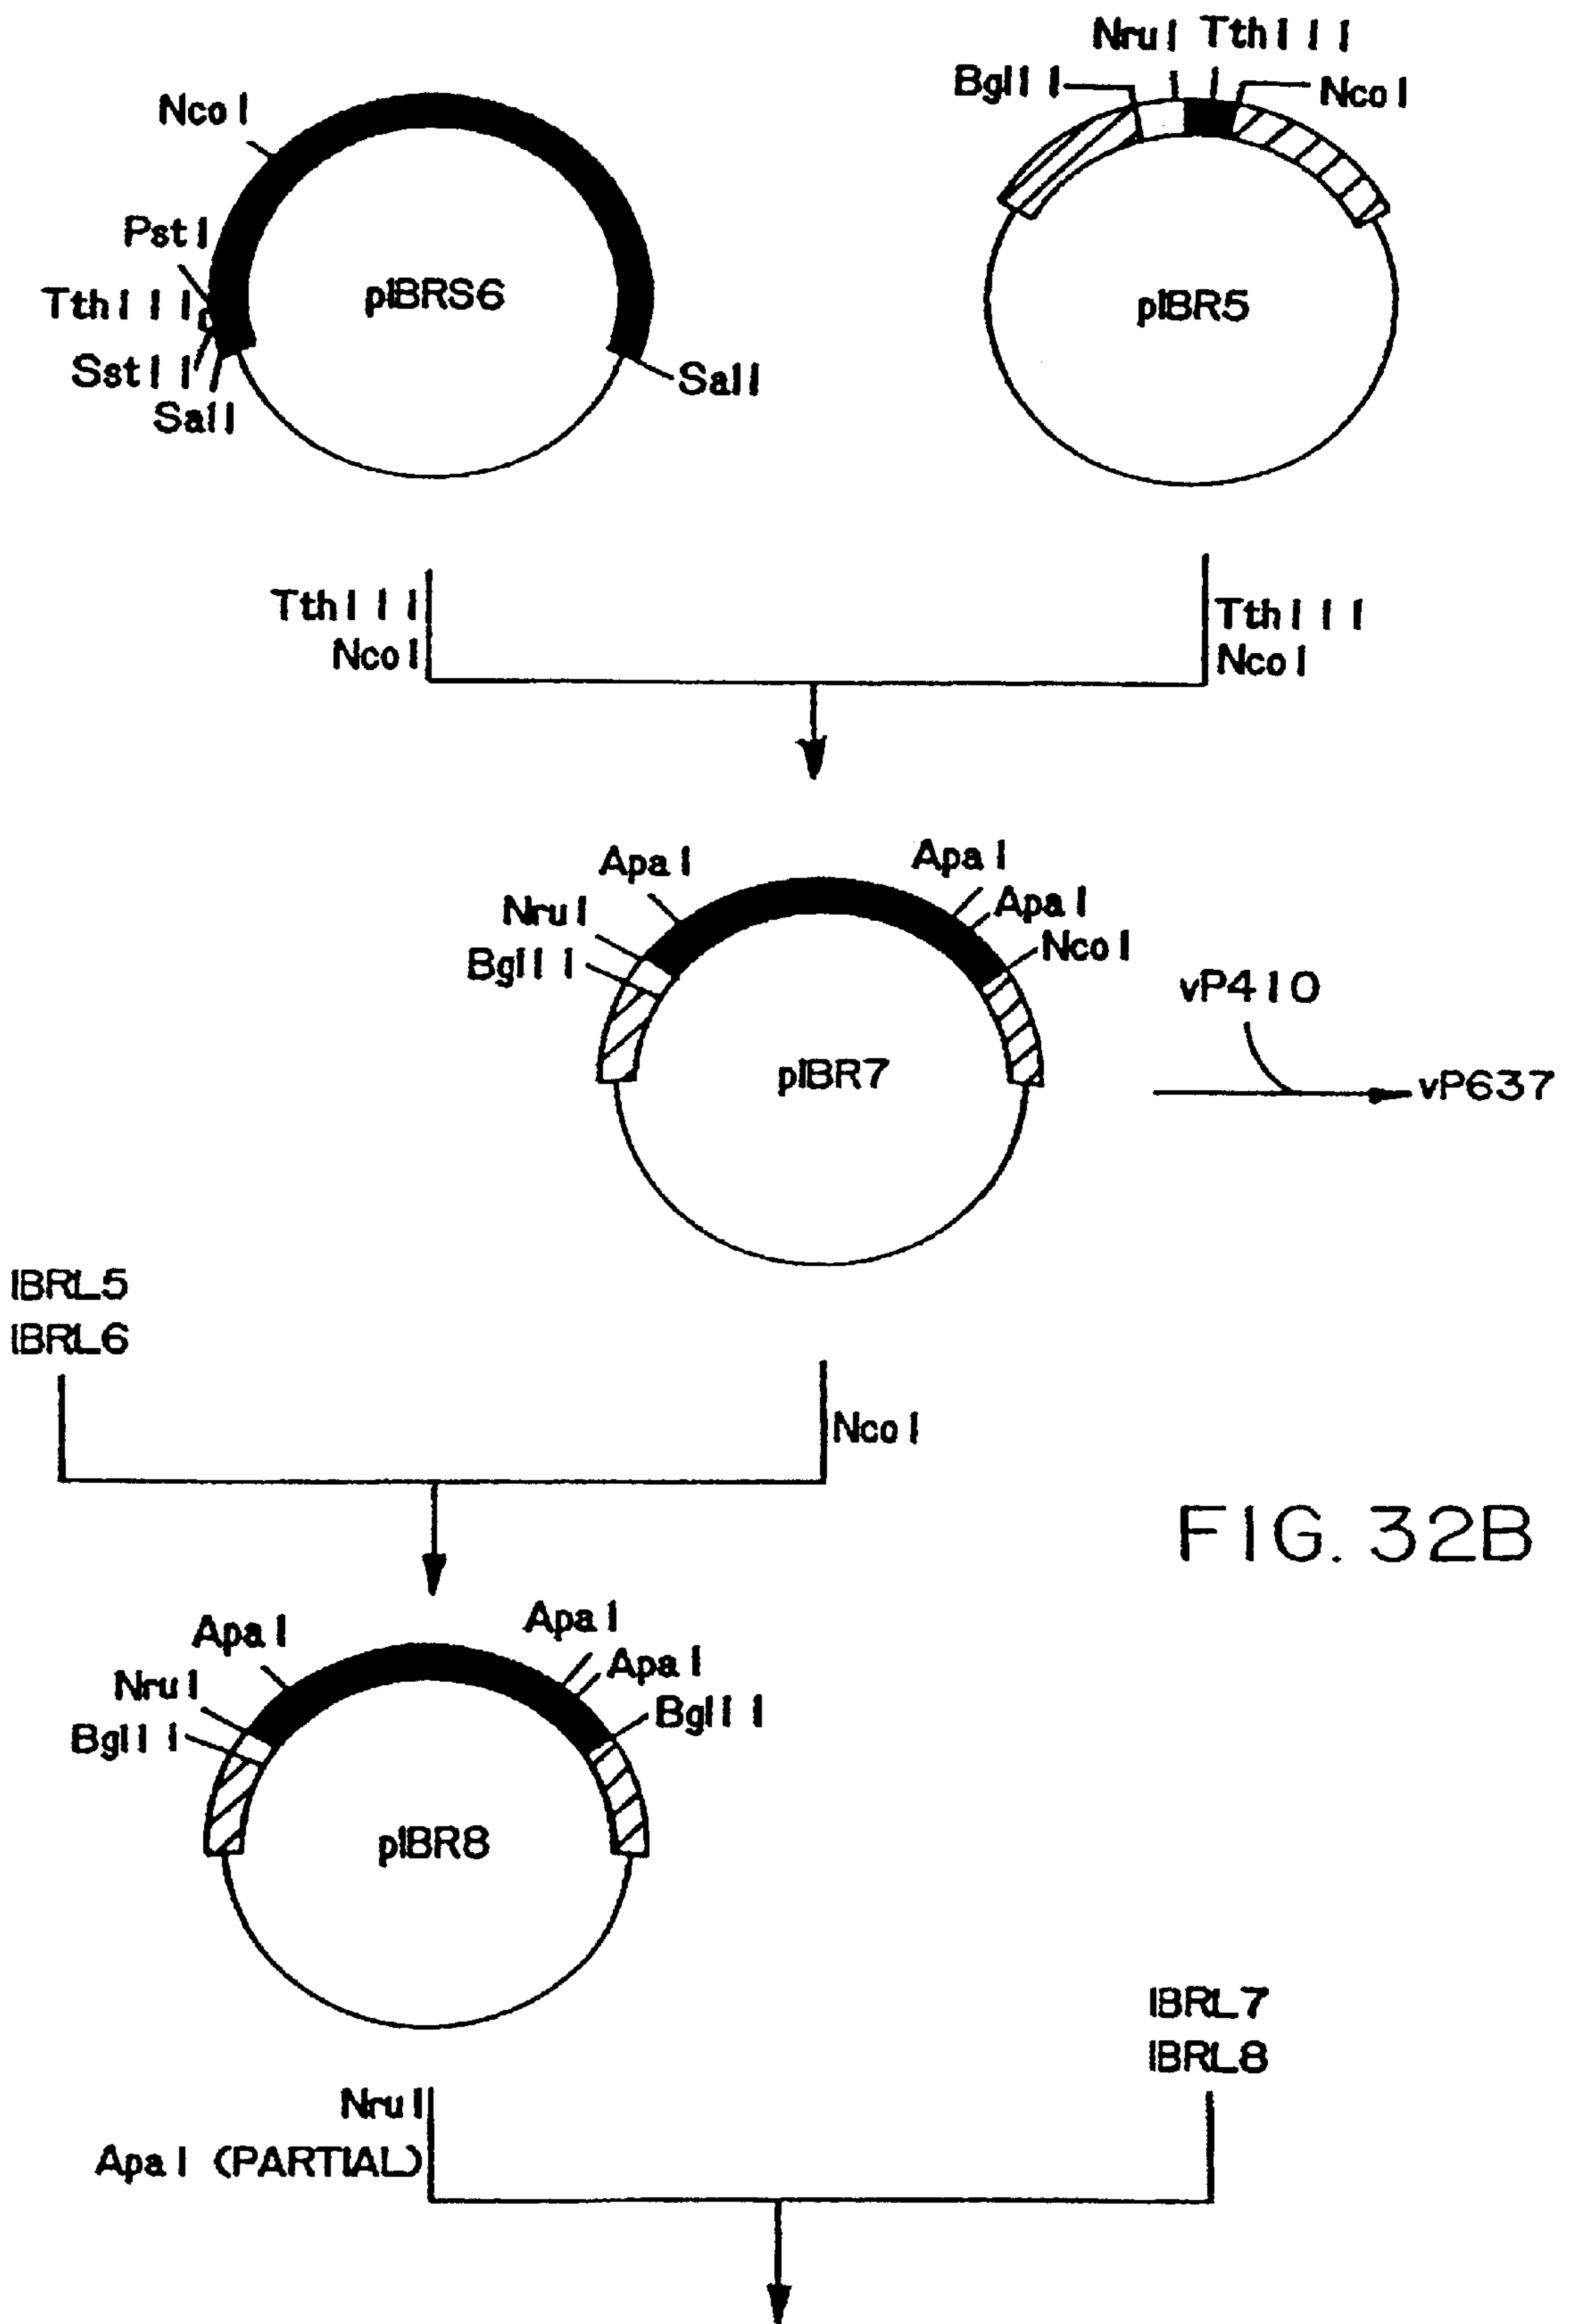 NruI TthIII
BglII
NcoI
NcoI
PstI
TthIII
SstII
SalI
SalI
pIBRS6
pIBR5
TthIII
NcoI
TthIII
NcoI
ApaI
ApaI
ApaI
NruI
NcoI
BglII
pIBR7
vP410
vP637
IBRL5
IBRL6
NcoI
FIG. 32B
ApaI
ApaI
ApaI
NruI
BglII
BglII
pIBR8
IBRL7
IBRL8
NruI
ApaI (PARTIAL)